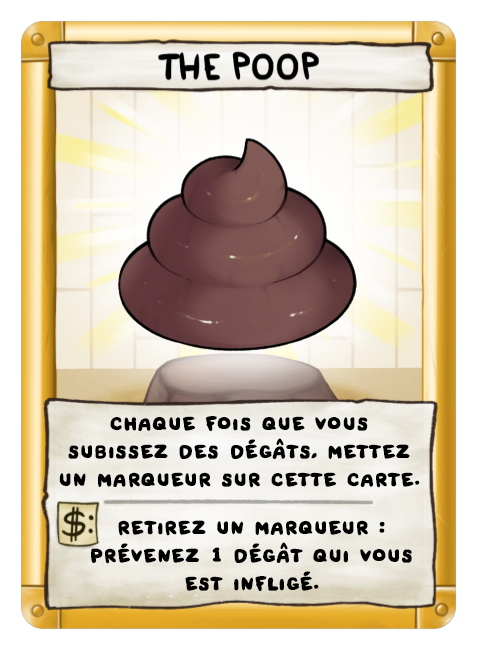 THE POOP
CHAQUE FOIS QUE VOUS
SUBISSEZ DES DÉGÂTS, METTEZ
UN MARQUEUR SUR CETTE CARTE.
$: RETIREZ UN MARQUEUR :
PRÉVENEZ 1 DÉGÂT QUI VOUS
EST INFLIGÉ.